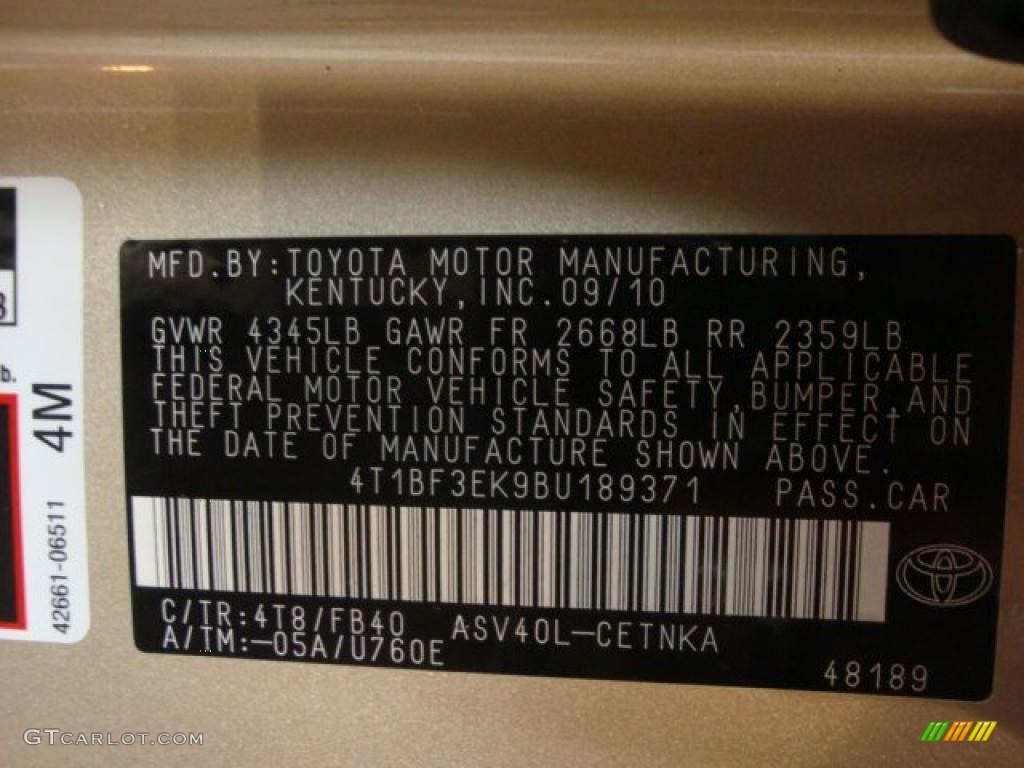 MFD.BY:TOYOTA MOTOR MANUFACTURING,
KENTUCKY,INC.09/10
GVWR 4345LB GAWR FR 2668LB RR 2359LB
THIS VEHICLE CONFORMS TO ALL APPLICABLE
FEDERAL MOTOR VEHICLE SAFETY,BUMPER,AND
THEFT PREVENTION STANDARDS IN EFFECT ON
THE DATE OF MANUFACTURE SHOWN ABOVE.
4T1BF3EK9BU189371 PASS.CAR
C/TR:4T8/FB40 ASV40L-CETNKA
A/TM:-05A/U760E
48189
4M
42661-06511
GTCARLOT.COM